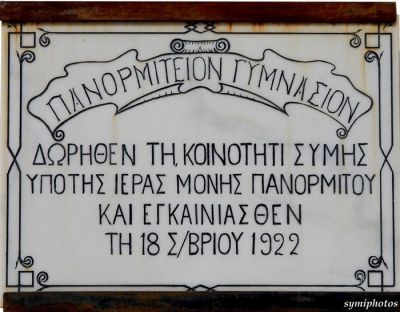 ΠΑΝΟΡΜΙΤΕΙΟΝ ΓΥΜΝΑΣΙΟΝ
ΔΩΡΗΘΕΝ ΤΗ, ΚΟΙΝΟΤΗΤΙ ΣΥΜΗΣ
ΥΠΟ ΤΗΣ ΙΕΡΑΣ ΜΟΝΗΣ ΠΑΝΟΡΜΙΤΟΥ
ΚΑΙ ΕΓΚΑΙΝΙΑΣΘΕΝ
ΤΗ 18 Σ/ΒΡΙΟΥ 1922
symiphotos